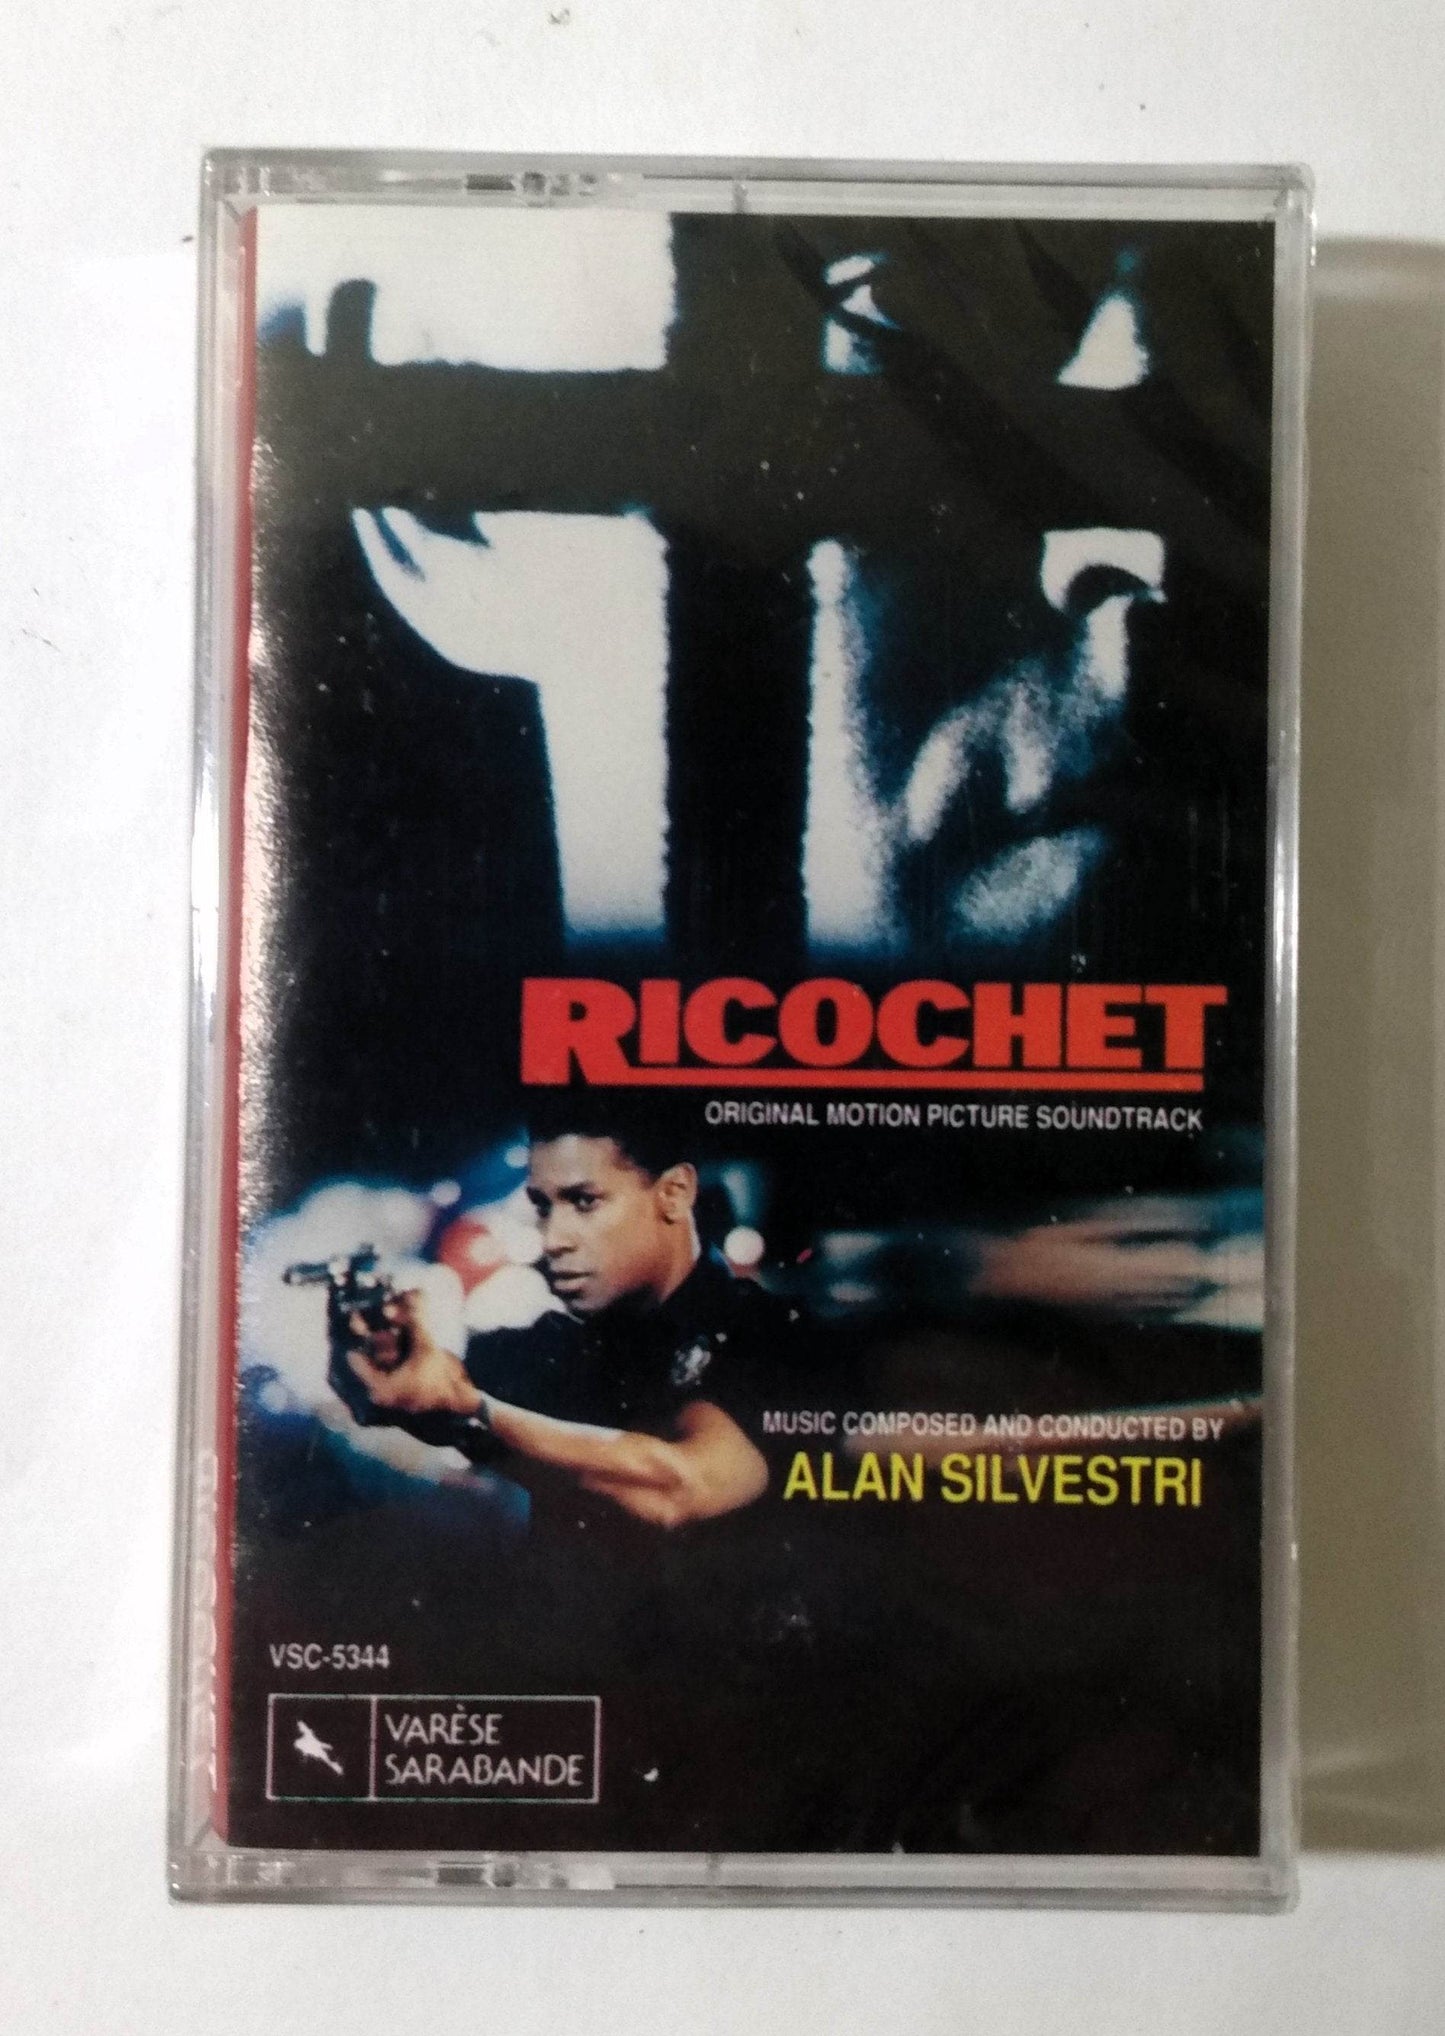 RICOCHET
ORIGINAL MOTION PICTURE SOUNDTRACK
MUSIC COMPOSED AND CONDUCTED BY
ALAN SILVESTRI
VSC-5344
VARÈSE
SARABANDE